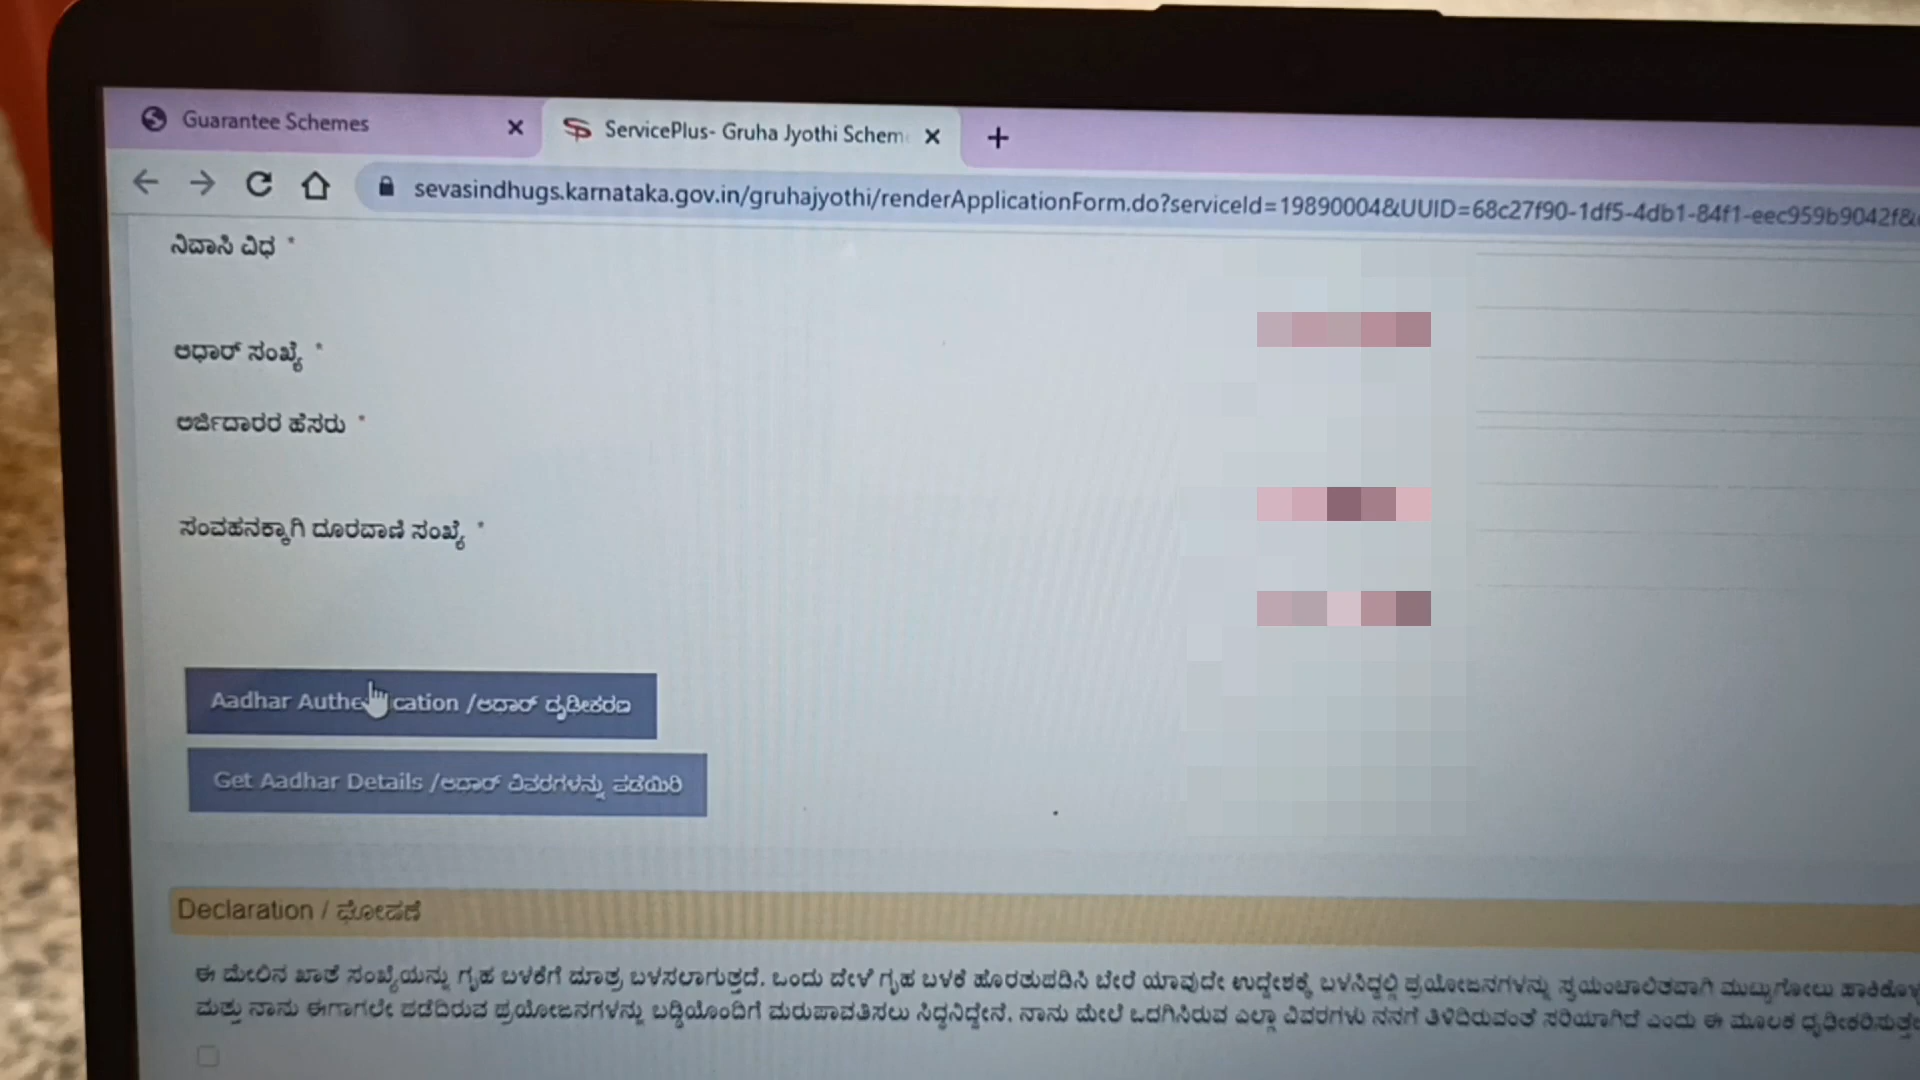 Guarantee Schemes
ServicePlus- Gruha Jyothi Schem
sevasindhugs.karnataka.gov.in/gruhajyothi/renderApplicationForm.do?serviceId=19890004&UUID=68c27f90-1df5-4db1-84f1-eec959b9042f&
ನಿವಾಸಿ ವಿಧ *
ಆಧಾರ್ ಸಂಖ್ಯೆ *
ಅರ್ಜಿದಾರರ ಹೆಸರು *
ಸಂವಹನಕ್ಕಾಗಿ ದೂರವಾಣಿ ಸಂಖ್ಯೆ *
Aadhar /ಆಧಾರ್ ದೃಢೀಕರಣ
Get Aadhar Details /ಆಧಾರ್ ವಿವರಗಳನ್ನು ಪಡೆಯಿರಿ
Declaration / ಘೋಷಣೆ
ಈ ಮೇಲಿನ ಖಾತೆ ಸಂಖ್ಯೆಯನ್ನು ಗೃಹ ಬಳಕೆಗೆ ಮಾತ್ರ ಬಳಸಲಾಗುತ್ತದೆ. ಒಂದು ವೇಳೆ ಗೃಹ ಬಳಕೆ ಹೊರತುಪಡಿಸಿ ಬೇರೆ ಯಾವುದೇ ಉದ್ದೇಶಕ್ಕೆ ಬಳಸಿದ್ದಲ್ಲಿ ಪ್ರಯೋಜನಗಳನ್ನು ಸ್ವಯಂಚಾಲಿತವಾಗಿ ಮುಟ್ಟುಗೋಲು
ಮತ್ತು ನಾನು ಈಗಾಗಲೇ ಪಡೆದಿರುವ ಪ್ರಯೋಜನಗಳನ್ನು ಬಡ್ಡಿಯೊಂದಿಗೆ ಮರುಪಾವತಿಸಲು ಸಿದ್ಧನಿದ್ದೇನೆ. ನಾನು ಮೇಲೆ ಒದಗಿಸಿರುವ ಎಲ್ಲಾ ವಿವರಗಳು ನನಗೆ ತಿಳಿದಿರುವಂತೆ ಸರಿಯಾಗಿದೆ ಎಂದು ಈ ಮೂಲಕ